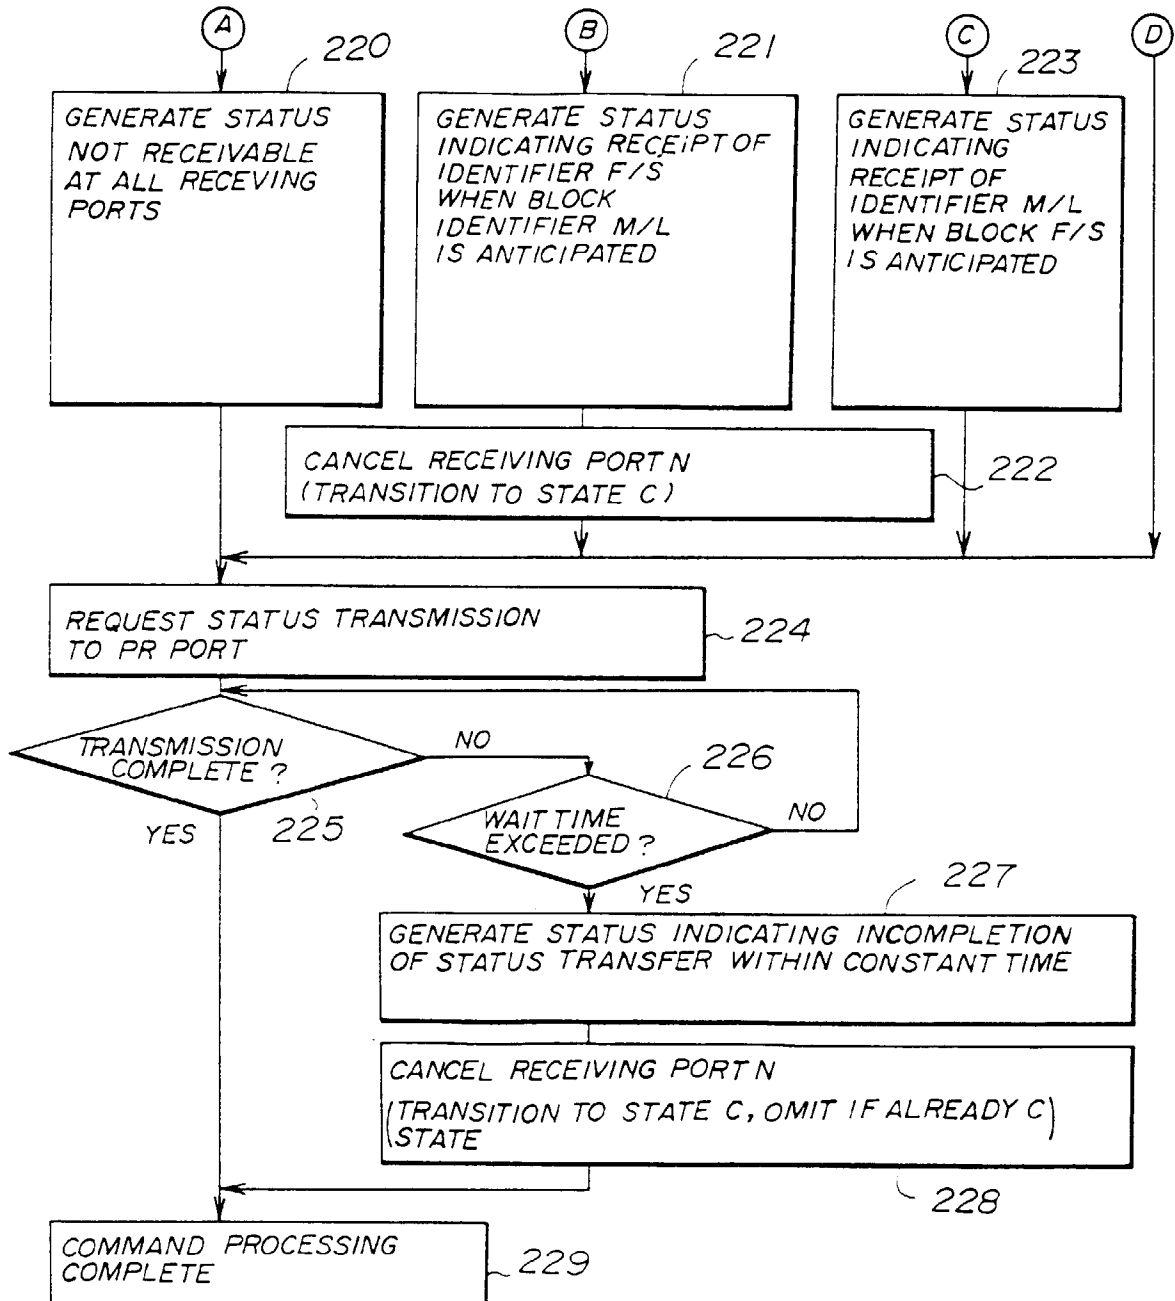 A
B
C
D
220
221
223
GENERATE STATUS
NOT RECEIVABLE
AT ALL RECEVING
PORTS
GENERATE STATUS
INDICATING RECEIPT OF
IDENTIFIER F/S
WHEN BLOCK
IDENTIFIER M/L
IS ANTICIPATED
GENERATE STATUS
INDICATING
RECEIPT OF
IDENTIFIER M/L
WHEN BLOCK F/S
IS ANTICIPATED
CANCEL RECEIVING PORT N
(TRANSITION TO STATE C)
222
REQUEST STATUS TRANSMISSION
TO PR PORT
224
TRANSMISSION
COMPLETE ?
NO
225
YES
226
WAIT TIME
EXCEEDED ?
NO
YES
227
GENERATE STATUS INDICATING INCOMPLETION
OF STATUS TRANSFER WITHIN CONSTANT TIME
CANCEL RECEIVING PORT N
(TRANSITION TO STATE C, OMIT IF ALREADY C
STATE)
228
COMMAND PROCESSING
COMPLETE
229